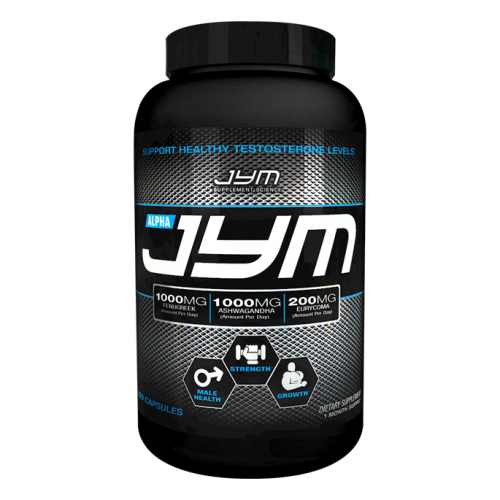 SUPPORT HEALTHY TESTOSTERONE LEVELS
JYM
SUPPLEMENT SCIENCE
ALPHA
JYM
1000MG
FENUGREEK
(Amount Per Day)
1000MG
ASHWAGANDHA
(Amount Per Day)
200MG
EURYCOMA
(Amount Per Day)
STRENGTH
MALE
HEALTH
GROWTH
CAPSULES
DIETARY SUPPLEMENT
1-MONTH